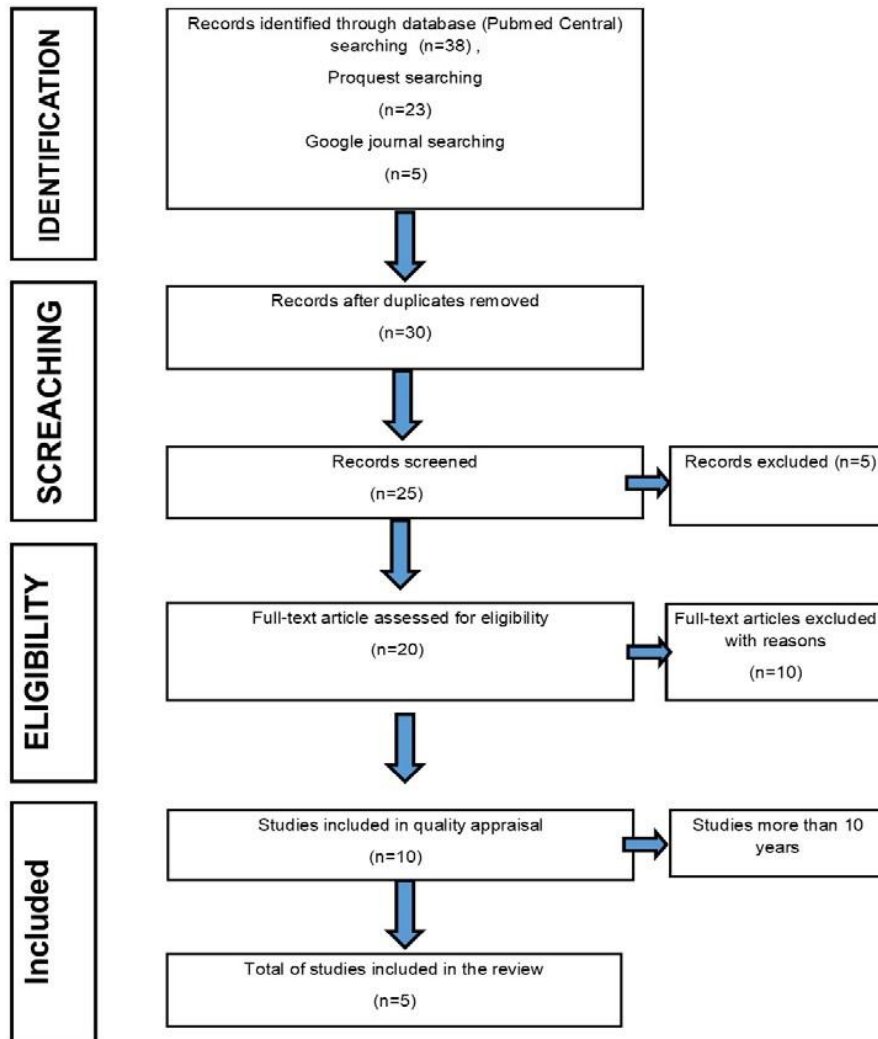 IDENTIFICATION
Records identified through database (Pubmed Central)
searching (n=38) ,
Proquest searching
(n=23)
Google journal searching
(n=5)
SCREACHING
Records after duplicates removed
(n=30)
Records screened
(n=25)
Records excluded (n=5)
ELIGIBILITY
Full-text article assessed for eligibility
(n=20)
Full-text articles excluded
with reasons
(n=10)
Included
Studies included in quality appraisal
(n=10)
Studies more than 10
years
Total of studies included in the review
(n=5)